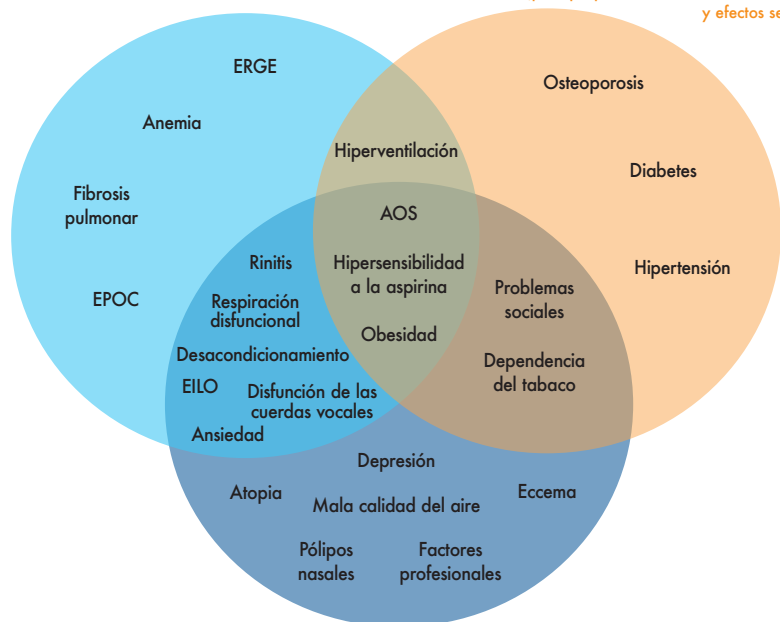 y efectos se
ERGE
Osteoporosis
Anemia
Hiperventilación
Diabetes
Fibrosis
pulmonar
AOS
Rinitis
Hipersensibilidad
a la aspirina
Hipertensión
EPOC
Respiración
disfuncional
Problemas
sociales
Obesidad
Desacondicionamiento
Dependencia
del tabaco
EILO
Disfunción de las
cuerdas vocales
Ansiedad
Depresión
Atopia
Eccema
Mala calidad del aire
Pólipos
nasales
Factores
profesionales